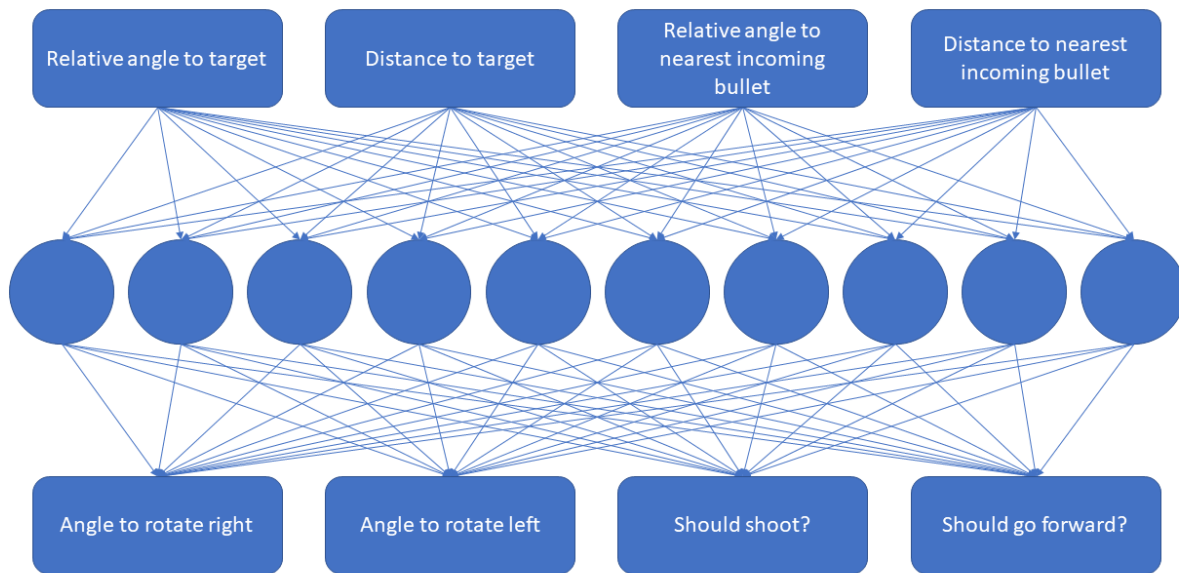 Relative angle to target
Distance to target
Relative angle to
nearest incoming
bullet
Distance to nearest
incoming bullet
Angle to rotate right
Angle to rotate left
Should shoot?
Should go forward?